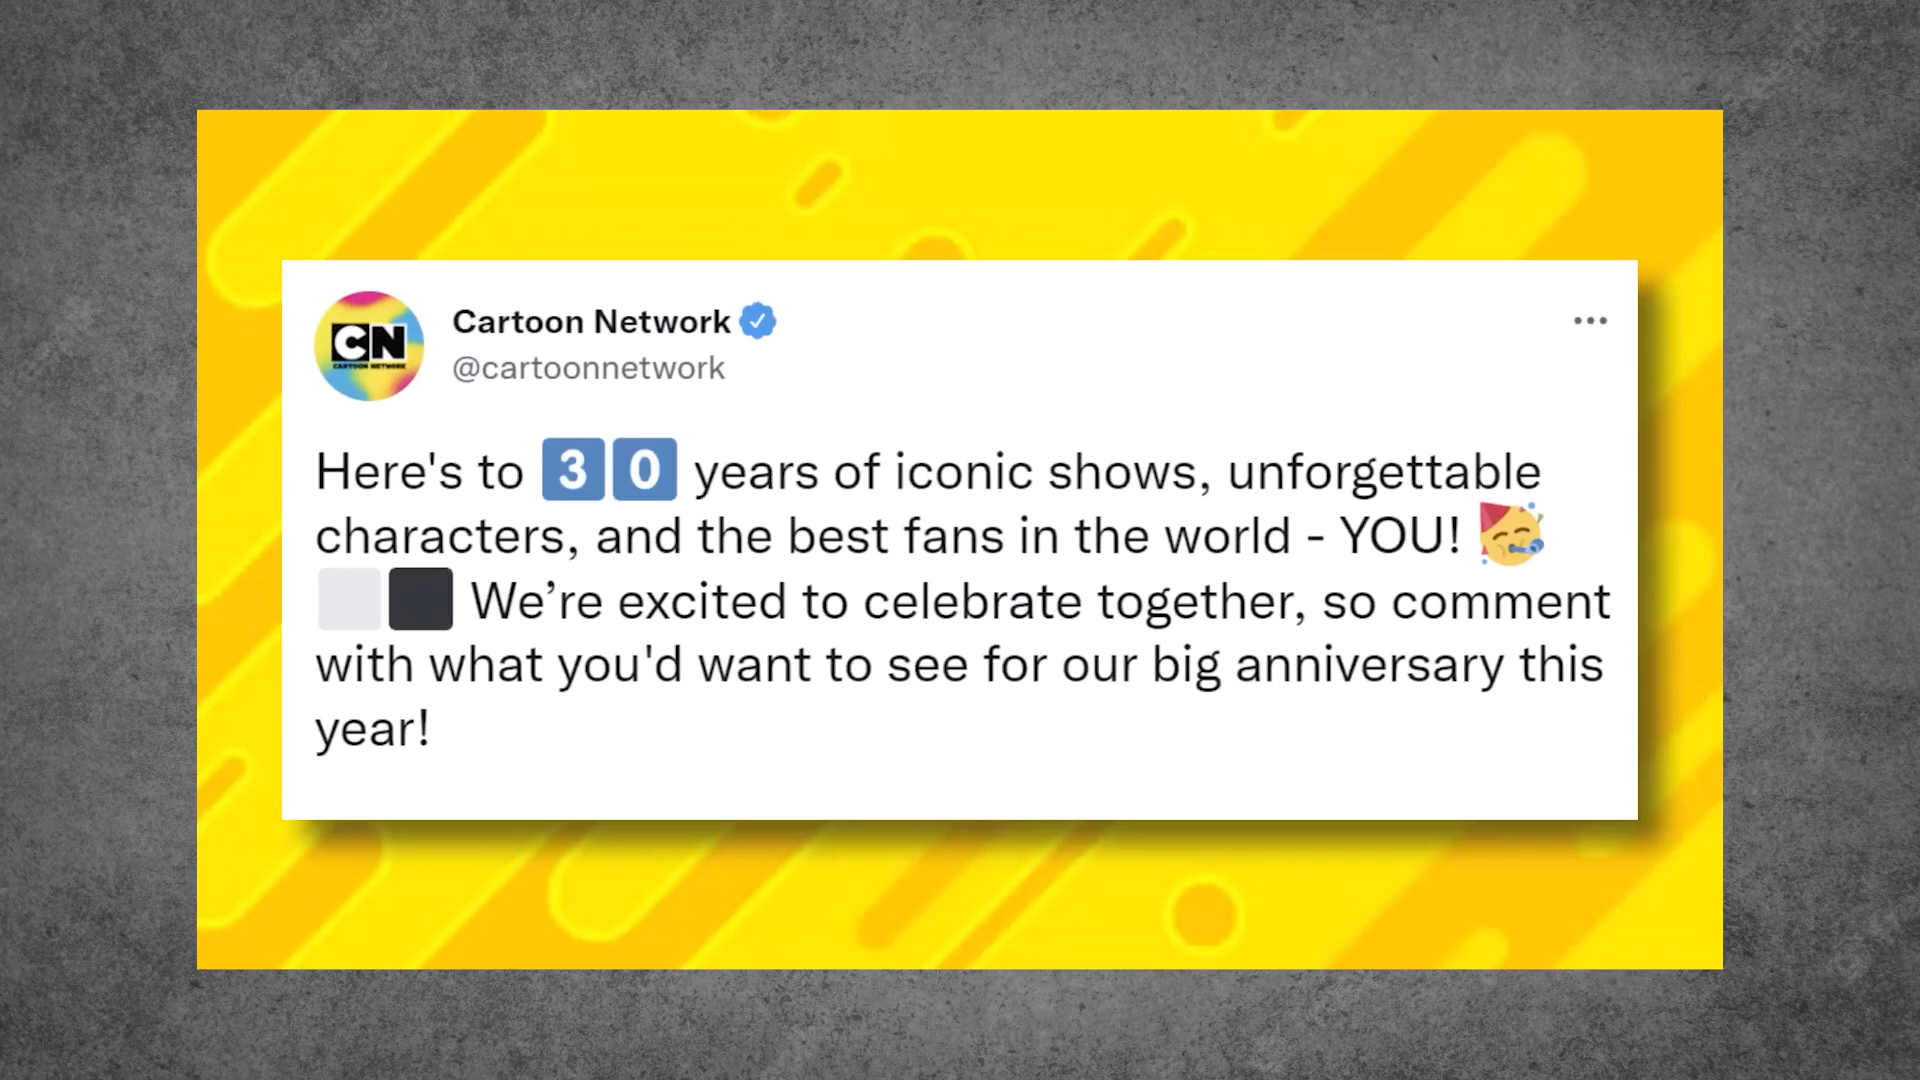 CN
CARTOON NETWORK
Cartoon Network
@cartoonnetwork
Here's to 3️⃣0️⃣ years of iconic shows, unforgettable
characters, and the best fans in the world - YOU! 🥳
⬜⬛ We’re excited to celebrate together, so comment
with what you'd want to see for our big anniversary this
year!